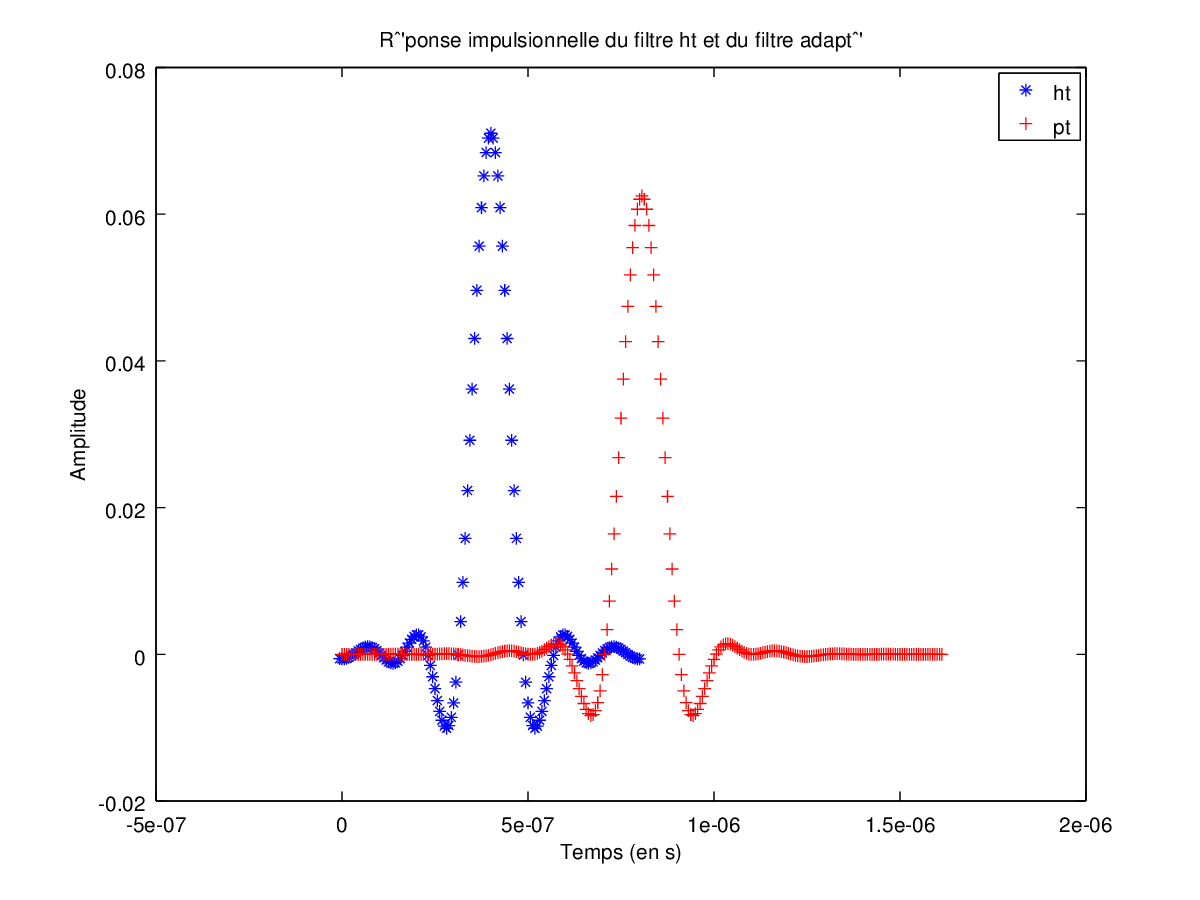 Rˆ'ponse impulsionnelle du filtre ht et du filtre adaptˆ'
0.08
ht
pt
0.06
0.04
Amplitude
0.02
0
-0.02
-5e-07 0 5e-07 1e-06 1.5e-06 2e-06
Temps (en s)